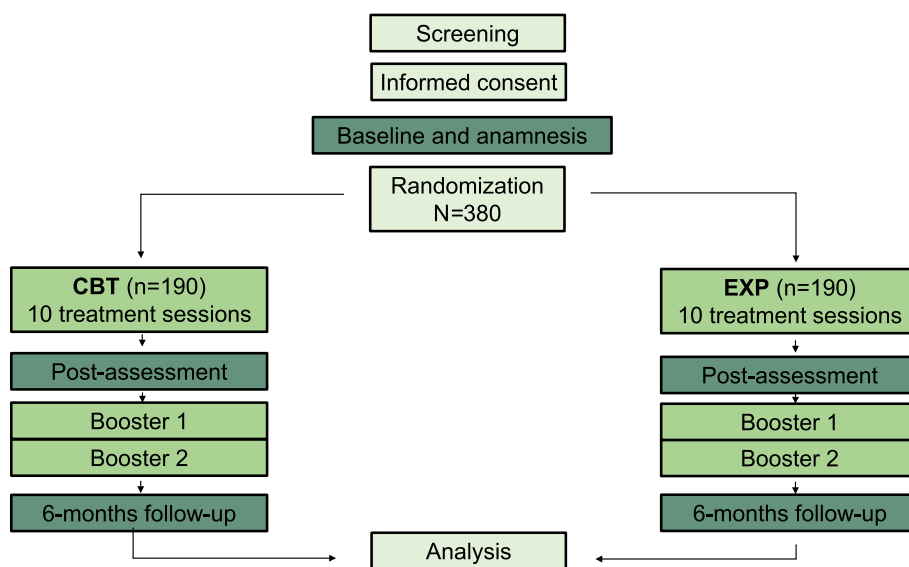 Screening
Informed consent
Baseline and anamnesis
Randomization
N=380
CBT (n=190)
10 treatment sessions
Post-assessment
Booster 1
Booster 2
6-months follow-up
EXP (n=190)
10 treatment sessions
Post-assessment
Booster 1
Booster 2
6-months follow-up
Analysis